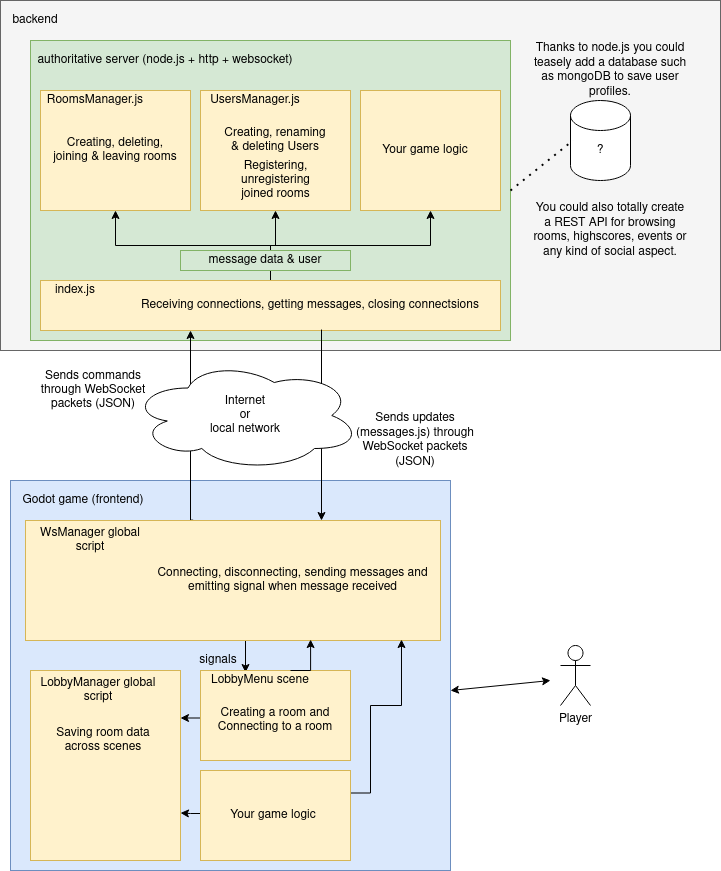 backend
authoritative server (node.js + http + websocket)
RoomsManager.js
Creating, deleting,
joining & leaving rooms
UsersManager.js
Creating, renaming
& deleting Users
Registering,
unregistering
joined rooms
Your game logic
Thanks to node.js you could
teasely add a database such
as mongoDB to save user
profiles.
?
You could also totally create
a REST API for browsing
rooms, highscores, events or
any kind of social aspect.
message data & user
index.js
Receiving connections, getting messages, closing connectsions
Sends commands
through WebSocket
packets (JSON)
Internet
or
local network
Sends updates
(messages.js) through
WebSocket packets
(JSON)
Godot game (frontend)
WsManager global
script
Connecting, disconnecting, sending messages and
emitting signal when message received
signals
LobbyManager global
script
Saving room data
across scenes
LobbyMenu scene
Creating a room and
Connecting to a room
Your game logic
Player